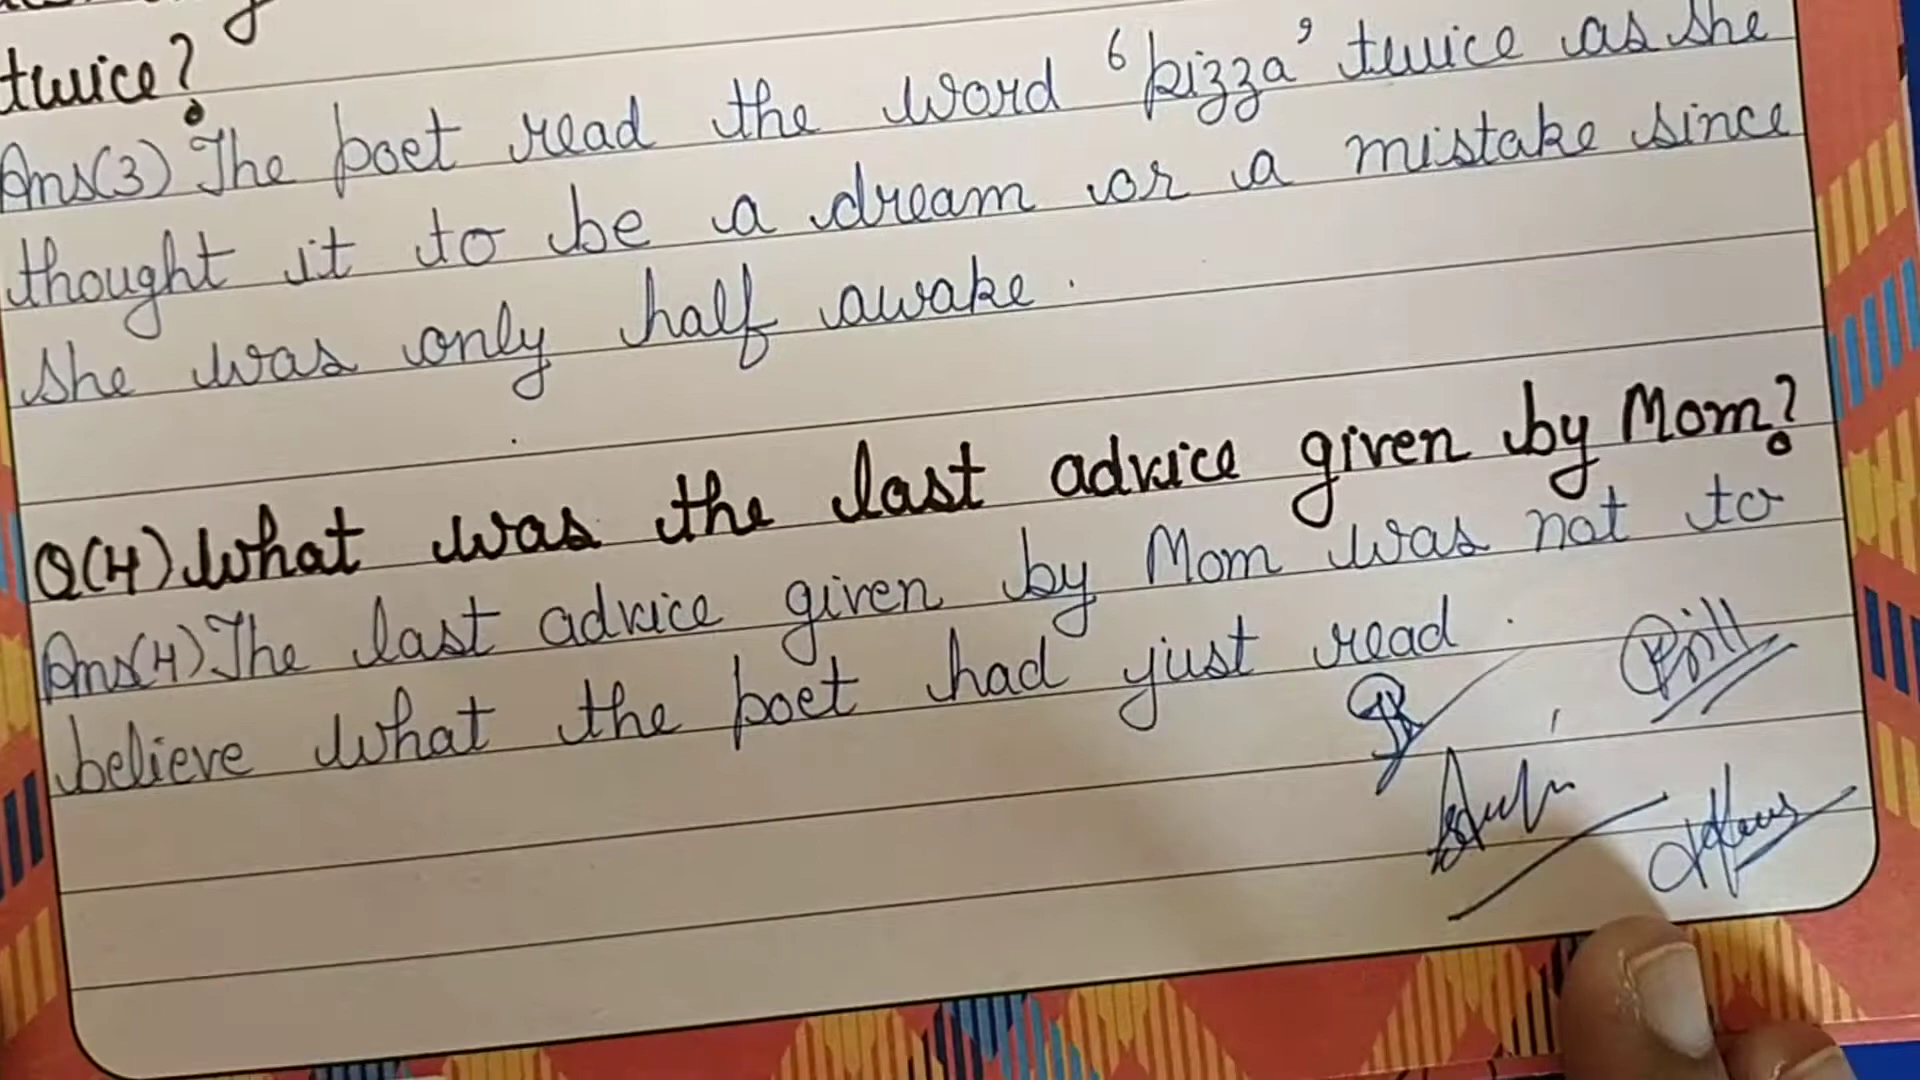 twice?
Ans(3) The poet read the word 'pizza' twice as she
thought it to be a dream or a mistake since
she was only half awake.
Q(4) What was the last advice given by Mom?
Ans(4) The last advice given by Mom was not to
believe what the poet had just read.